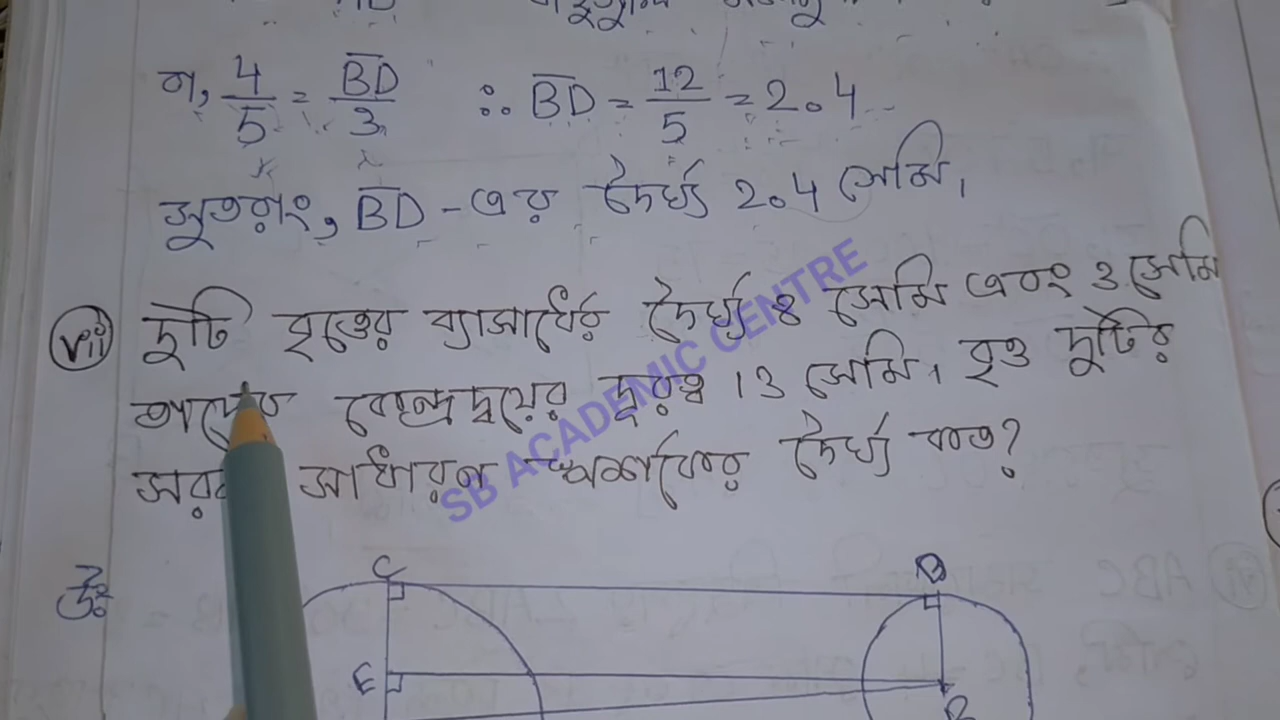 বা, 4/5 = BD/3 ∴ BD = 12/5 = 2.4
সুতরাং, BD - এর দৈর্ঘ্য 2.4 সেমি।
vii দুটি বৃত্তের ব্যাসার্ধের দৈর্ঘ্য 8 সেমি এবং 3 সেমি
তাদের কেন্দ্রদ্বয়ের দূরত্ব 13 সেমি। বৃত্ত দুটির
সরল সাধারণ স্পর্শকের দৈর্ঘ্য কত?
SB ACADEMIC CENTRE
উঃ
C
D
E
B